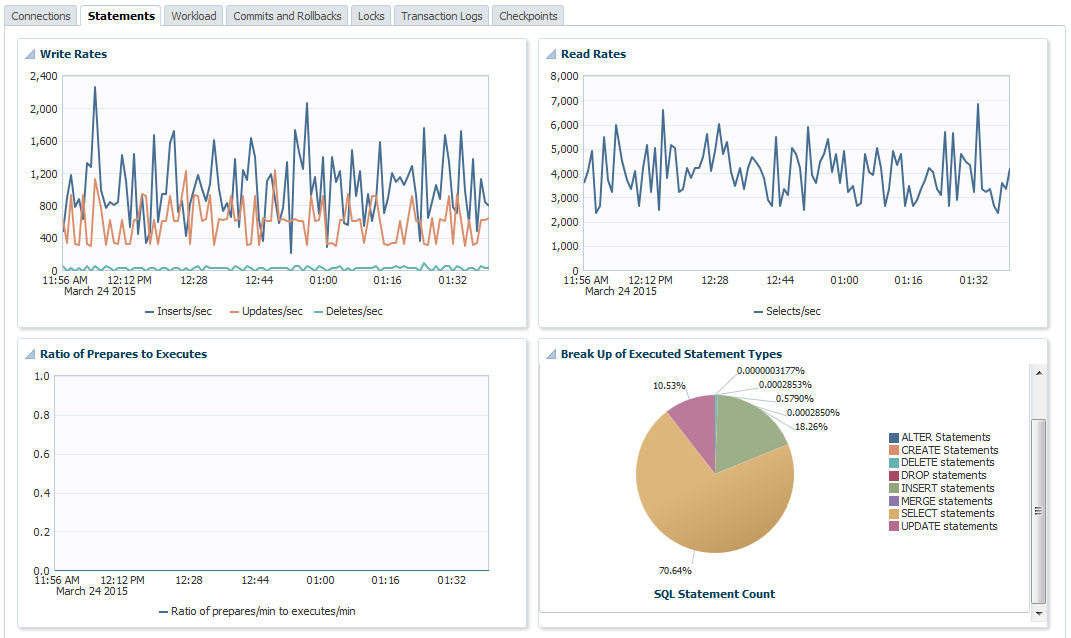 Connections Statements Workload Commits and Rollbacks Locks Transaction Logs Checkpoints
Write Rates
2,400
2,000
1,600
1,200
800
400
0
11:56 AM 12:12 PM 12:28 12:44 01:00 01:16 01:32
March 24 2015
Inserts/sec Updates/sec Deletes/sec
Read Rates
8,000
7,000
6,000
5,000
4,000
3,000
2,000
1,000
0
11:56 AM 12:12 PM 12:28 12:44 01:00 01:16 01:32
March 24 2015
Selects/sec
Ratio of Prepares to Executes
1.0
0.8
0.6
0.4
0.2
0.0
11:56 AM 12:12 PM 12:28 12:44 01:00 01:16 01:32
March 24 2015
Ratio of prepares/min to executes/min
Break Up of Executed Statement Types
0.0000003177%
0.0002853%
0.5790%
0.0002850%
18.26%
10.53%
70.64%
ALTER Statements
CREATE Statements
DELETE statements
DROP statements
INSERT statements
MERGE statements
SELECT statements
UPDATE statements
SQL Statement Count